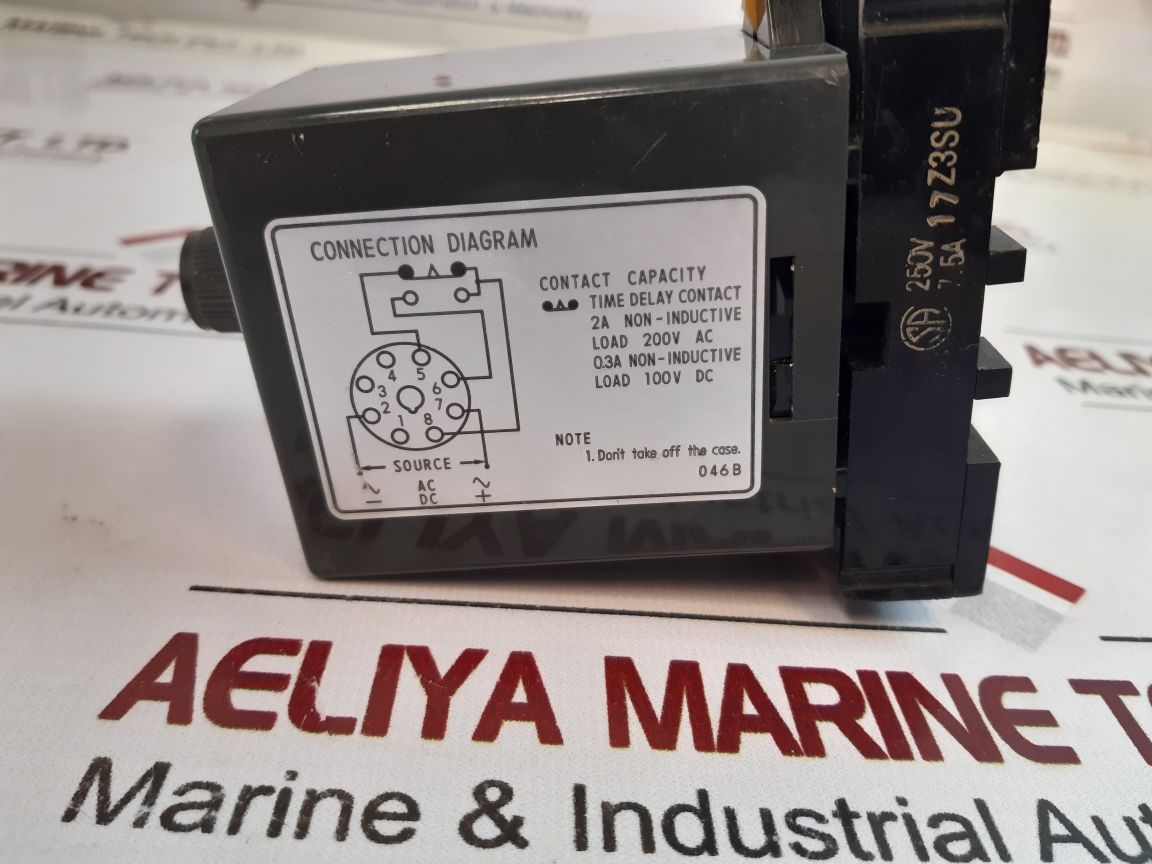 CONNECTION DIAGRAM
4 5
3 6
2 7
1 8
SOURCE
~ AC ~
− DC +
CONTACT CAPACITY
TIME DELAY CONTACT
2A NON-INDUCTIVE
LOAD 200V AC
0.3A NON-INDUCTIVE
LOAD 100V DC
NOTE
1. Don't take off the case.
046B
250V
7.5A
17Z3SU
AELIYA MARINE
Marine & Industrial